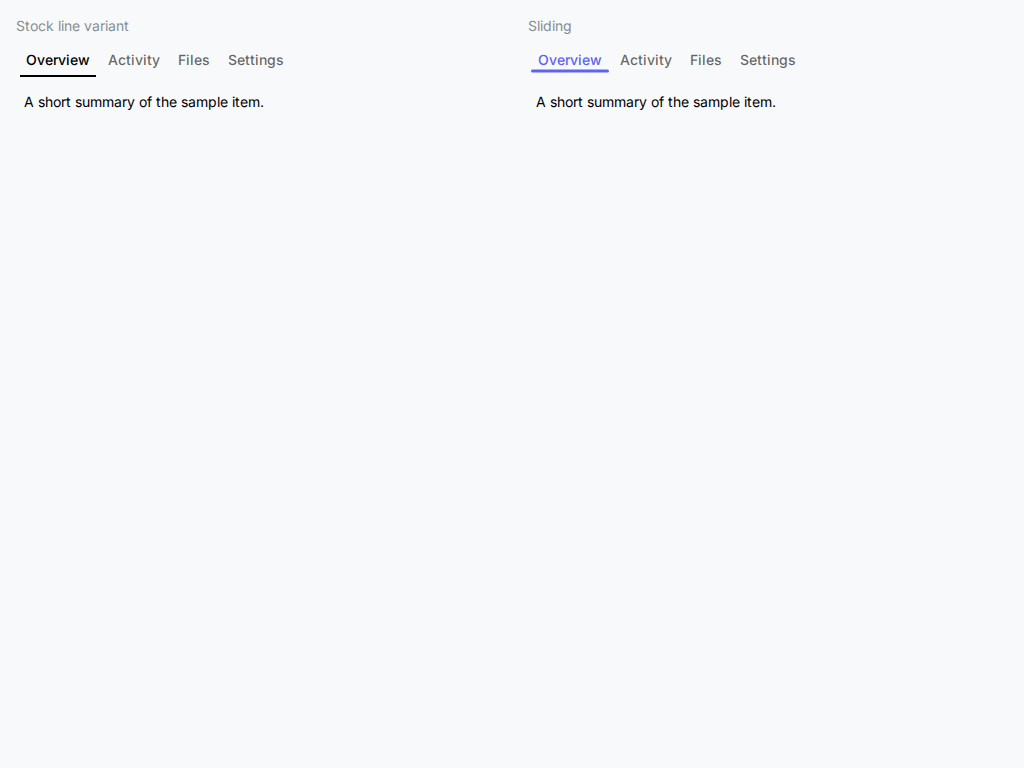 Stock line variant
Overview Activity Files Settings
A short summary of the sample item.
Sliding
Overview Activity Files Settings
A short summary of the sample item.